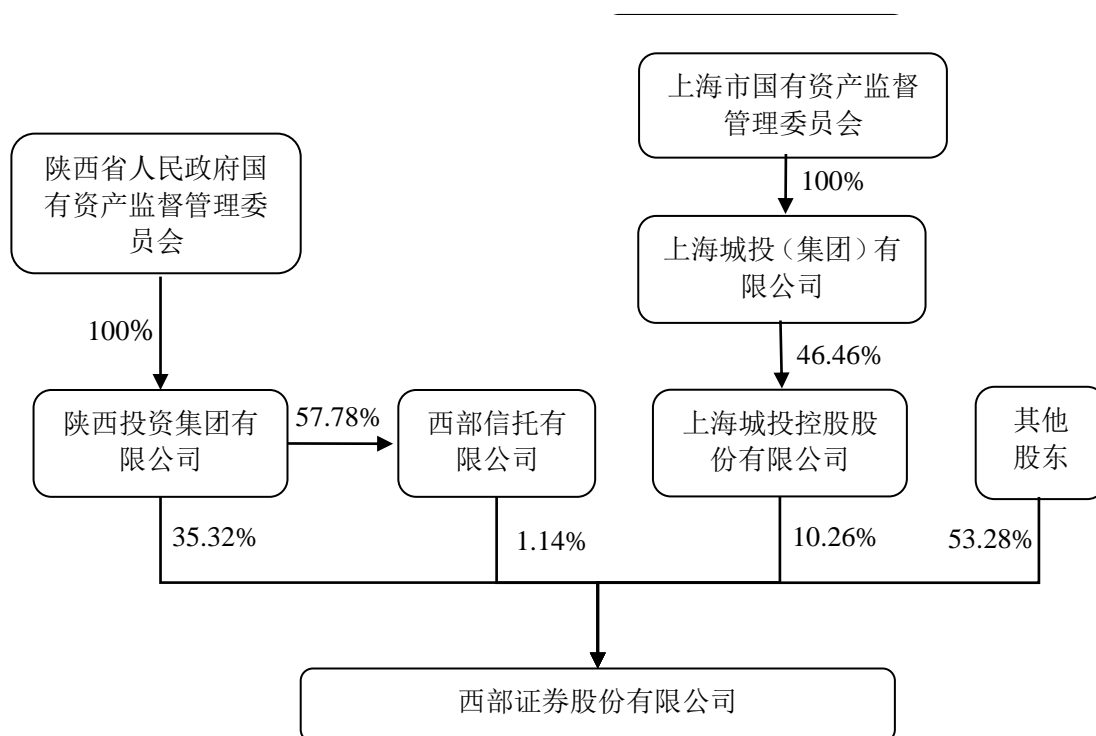 上海市国有资产监督
管理委员会
陕西省人民政府国
有资产监督管理委
员会
100%
上海城投（集团）有
限公司
100%
46.46%
陕西投资集团有
限公司
57.78%
西部信托有
限公司
上海城投控股股
份有限公司
其他
股东
35.32%
1.14%
10.26%
53.28%
西部证券股份有限公司